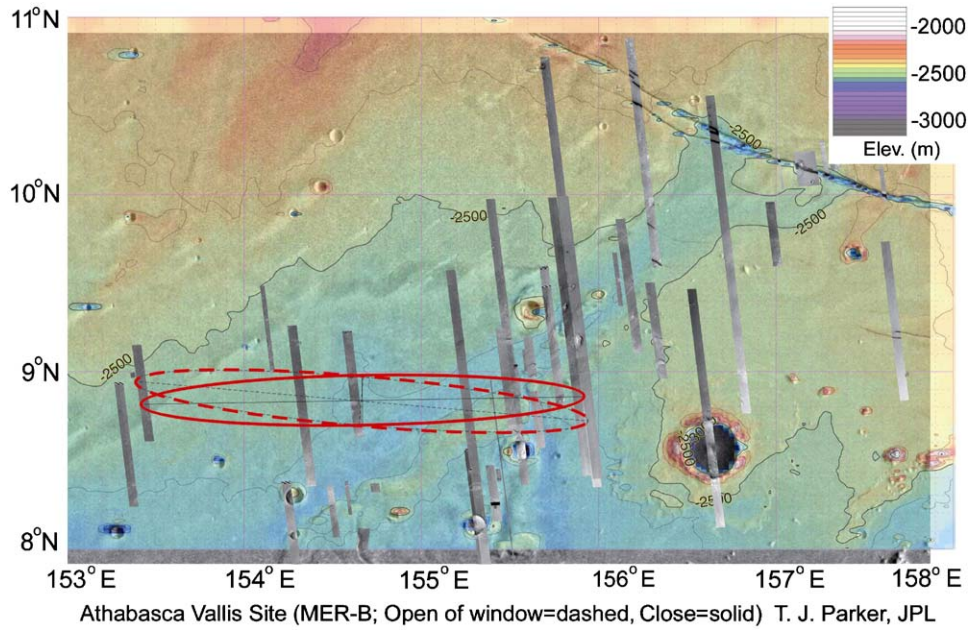 11°N
-2000
-2500
-3000
Elev. (m)
-2500
10°N
-2500
-2500
9°N
-2500
-2500
-2500
8°N
153°E
154°E
155°E
156°E
157°E
158°E
Athabasca Vallis Site (MER-B; Open of window=dashed, Close=solid) T. J. Parker, JPL